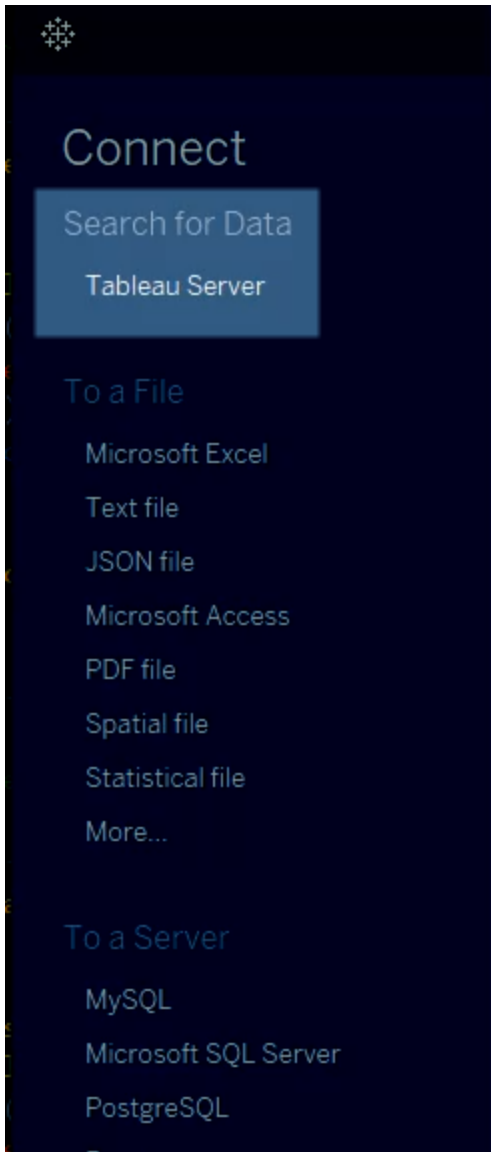 Connect
Search for Data
Tableau Server
To a File
Microsoft Excel
Text file
JSON file
Microsoft Access
PDF file
Spatial file
Statistical file
More...
To a Server
MySQL
Microsoft SQL Server
PostgreSQL